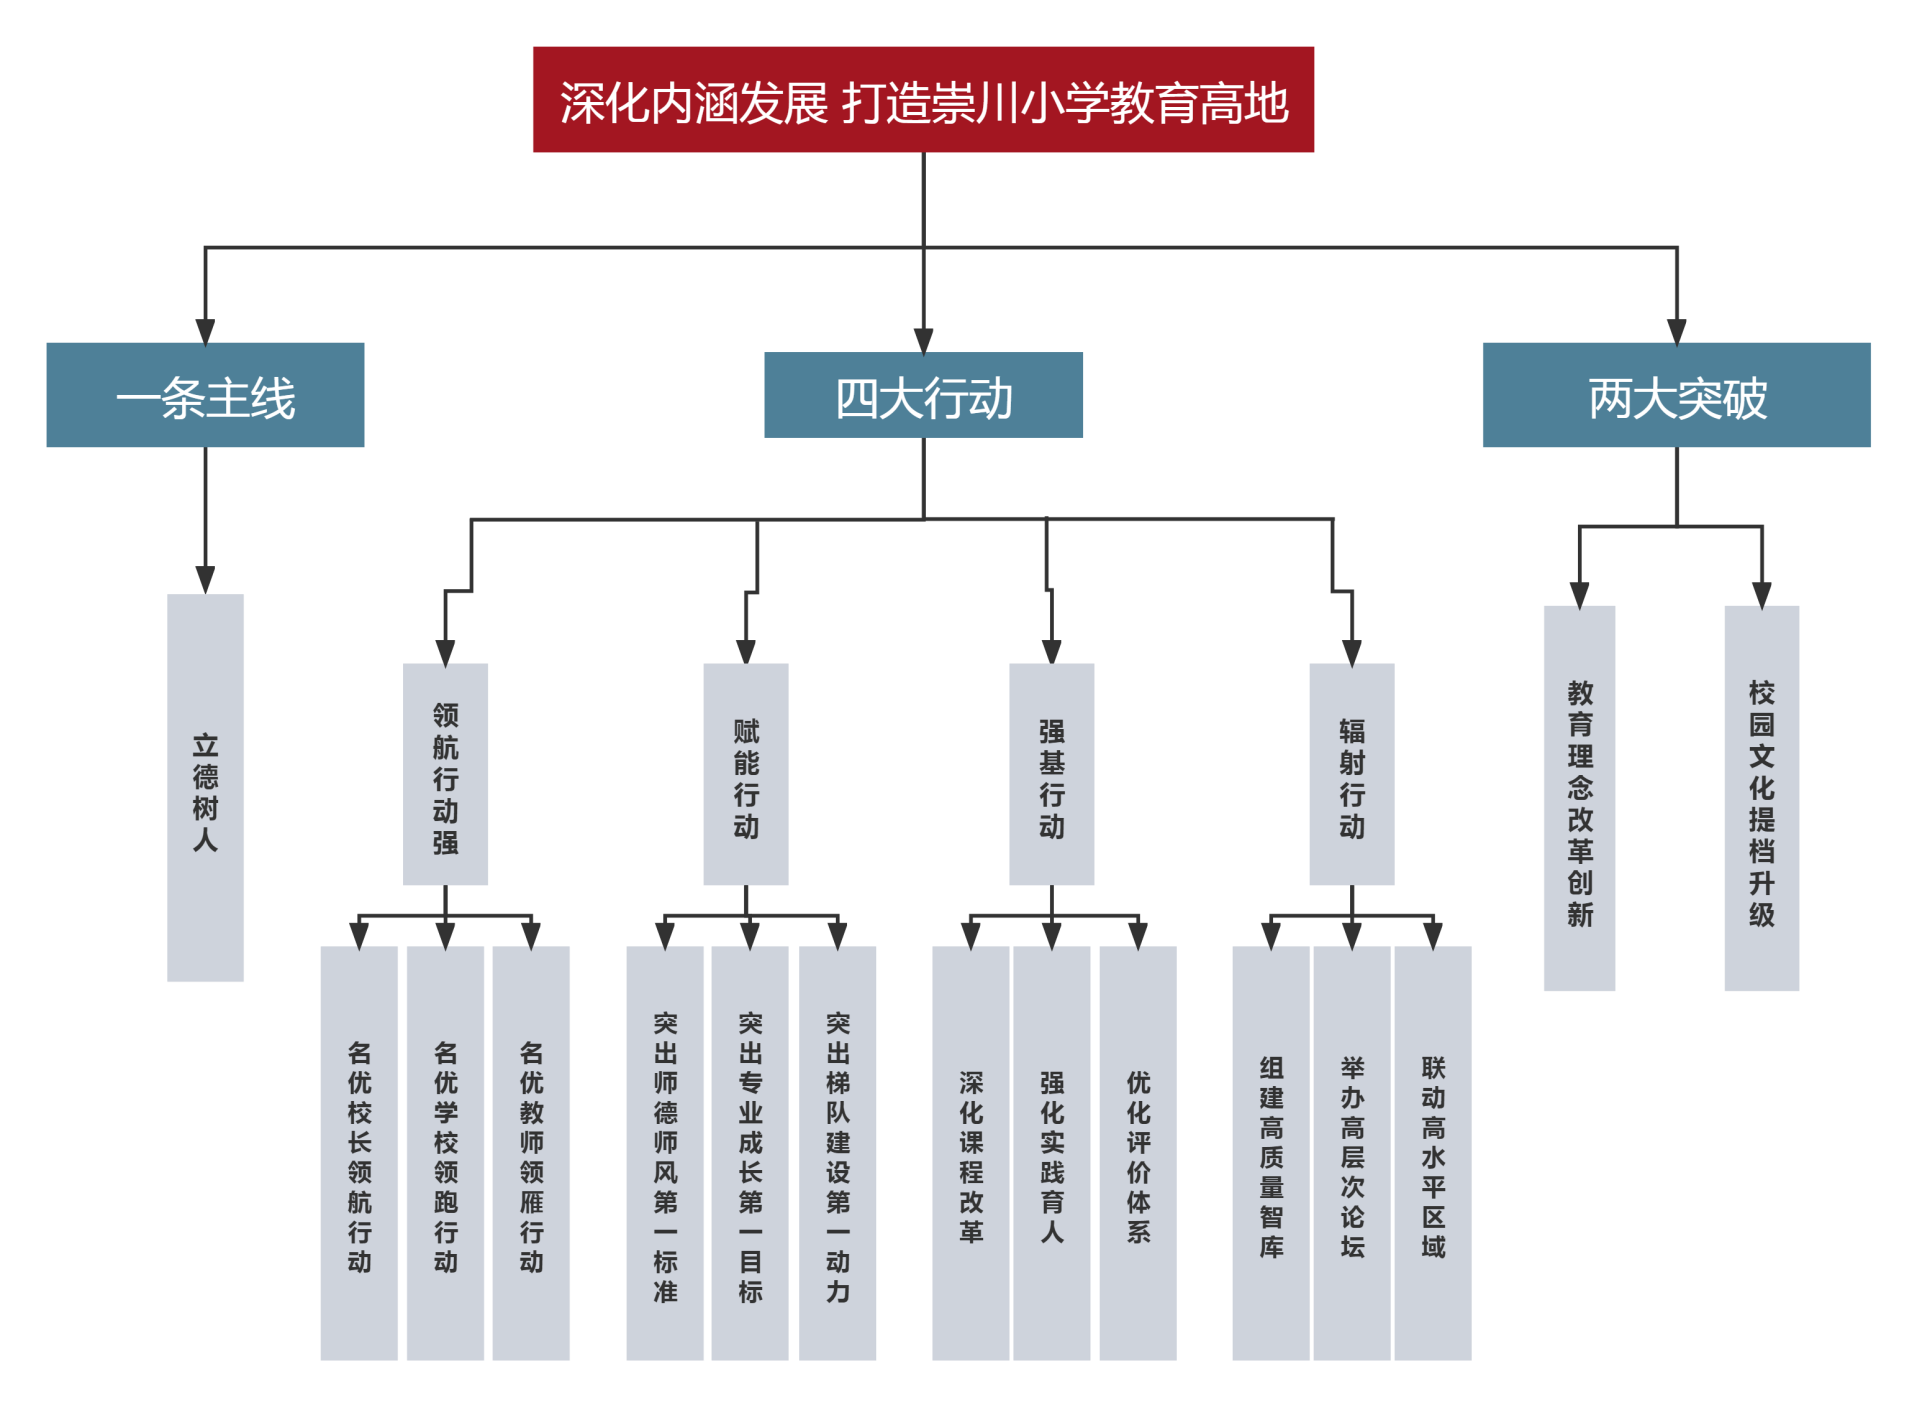 深化内涵发展 打造崇川小学教育高地
一条主线
四大行动
两大突破
立德树人
领航行动强
赋能行动
强基行动
辐射行动
教育理念改革创新
校园文化提档升级
名优校长领航行动
名优学校领跑行动
名优教师领雁行动
突出师德师风第一标准
突出专业成长第一目标
突出梯队建设第一动力
深化课程改革
强化实践育人
优化评价体系
组建高质量智库
举办高层次论坛
联动高水平区域